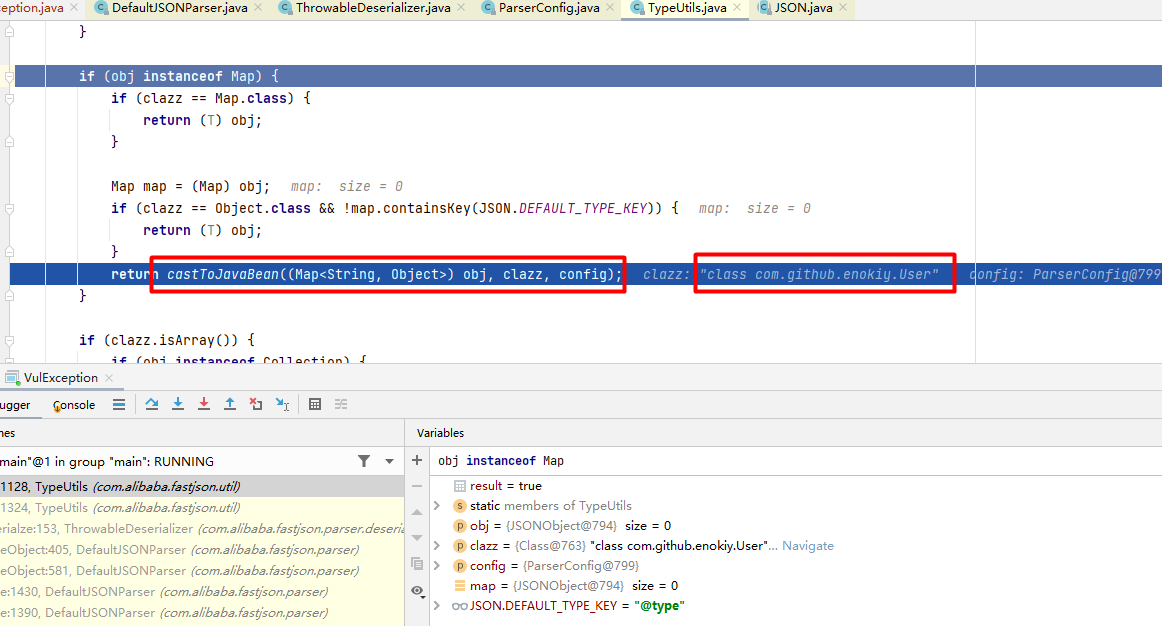 ception.java DefaultJSONParser.java ThrowableDeserializer.java ParserConfig.java TypeUtils.java JSON.java
}
if (obj instanceof Map) {
if (clazz == Map.class) {
return (T) obj;
}
Map map = (Map) obj; map: size = 0
if (clazz == Object.class && !map.containsKey(JSON.DEFAULT_TYPE_KEY)) { map: size = 0
return (T) obj;
}
return castToJavaBean((Map<String, Object>) obj, clazz, config); clazz: "class com.github.enokiy.User" config: ParserConfig@799
}
if (clazz.isArray()) {
if (obj instanceof Collection) {
VulException
ugger Console
nes
Variables
main"@1 in group "main": RUNNING
obj instanceof Map
1128, TypeUtils (com.alibaba.fastjson.util)
1324, TypeUtils (com.alibaba.fastjson.util)
erialze:153, ThrowableDeserializer (com.alibaba.fastjson.parser.deseria
eObject:405, DefaultJSONParser (com.alibaba.fastjson.parser)
eObject:581, DefaultJSONParser (com.alibaba.fastjson.parser)
e:1430, DefaultJSONParser (com.alibaba.fastjson.parser)
e:1390, DefaultJSONParser (com.alibaba.fastjson.parser)
result = true
static members of TypeUtils
obj = {JSONObject@794} size = 0
clazz = {Class@763} "class com.github.enokiy.User"... Navigate
config = {ParserConfig@799}
map = {JSONObject@794} size = 0
JSON.DEFAULT_TYPE_KEY = "@type"